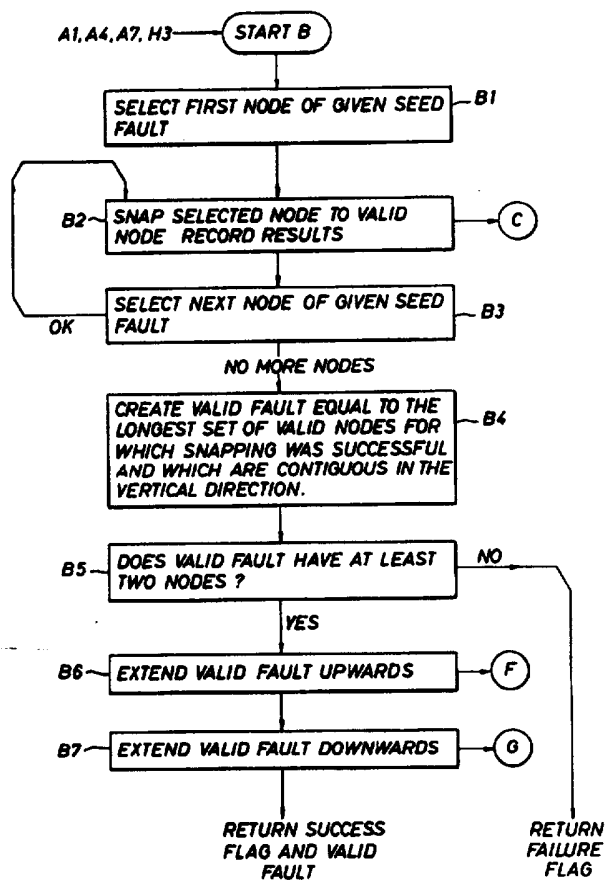 A1, A4, A7, H3
START B
SELECT FIRST NODE OF GIVEN SEED
FAULT
B1
B2
SNAP SELECTED NODE TO VALID
NODE RECORD RESULTS
C
SELECT NEXT NODE OF GIVEN SEED
FAULT
B3
OK
NO MORE NODES
CREATE VALID FAULT EQUAL TO THE
LONGEST SET OF VALID NODES FOR
WHICH SNAPPING WAS SUCCESSFUL
AND WHICH ARE CONTIGUOUS IN THE
VERTICAL DIRECTION.
B4
B5
DOES VALID FAULT HAVE AT LEAST
TWO NODES ?
NO
YES
B6
EXTEND VALID FAULT UPWARDS
F
B7
EXTEND VALID FAULT DOWNWARDS
G
RETURN SUCCESS
FLAG AND VALID
FAULT
RETURN
FAILURE
FLAG